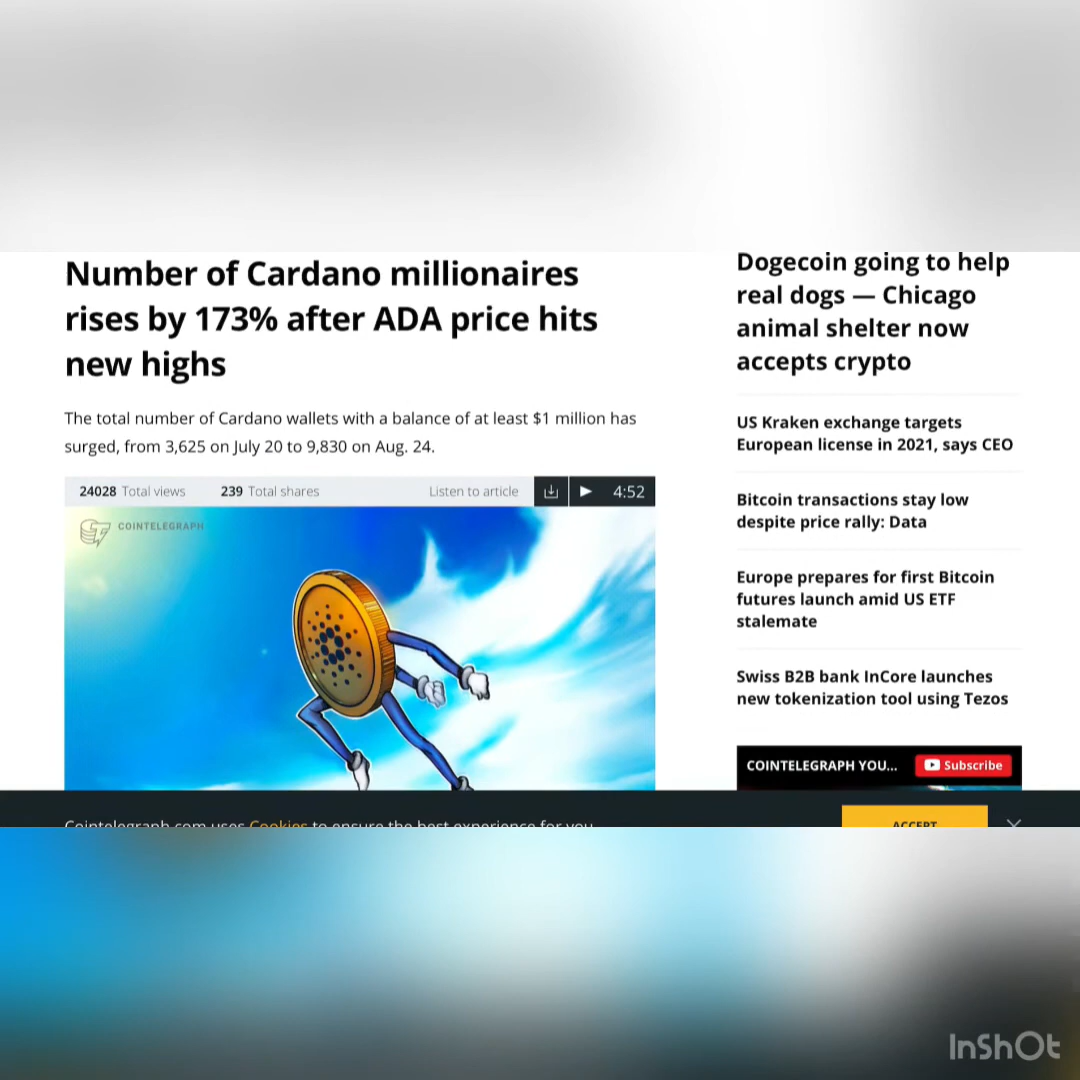 Number of Cardano millionaires
rises by 173% after ADA price hits
new highs
The total number of Cardano wallets with a balance of at least $1 million has
surged, from 3,625 on July 20 to 9,830 on Aug. 24.
24028 Total views 239 Total shares Listen to article 4:52
COINTELEGRAPH
Dogecoin going to help
real dogs — Chicago
animal shelter now
accepts crypto
US Kraken exchange targets
European license in 2021, says CEO
Bitcoin transactions stay low
despite price rally: Data
Europe prepares for first Bitcoin
futures launch amid US ETF
stalemate
Swiss B2B bank InCore launches
new tokenization tool using Tezos
COINTELEGRAPH YOU... Subscribe
Cointelegraph.com uses Cookies to ensure the best experience for you.
ACCEPT
InShOt